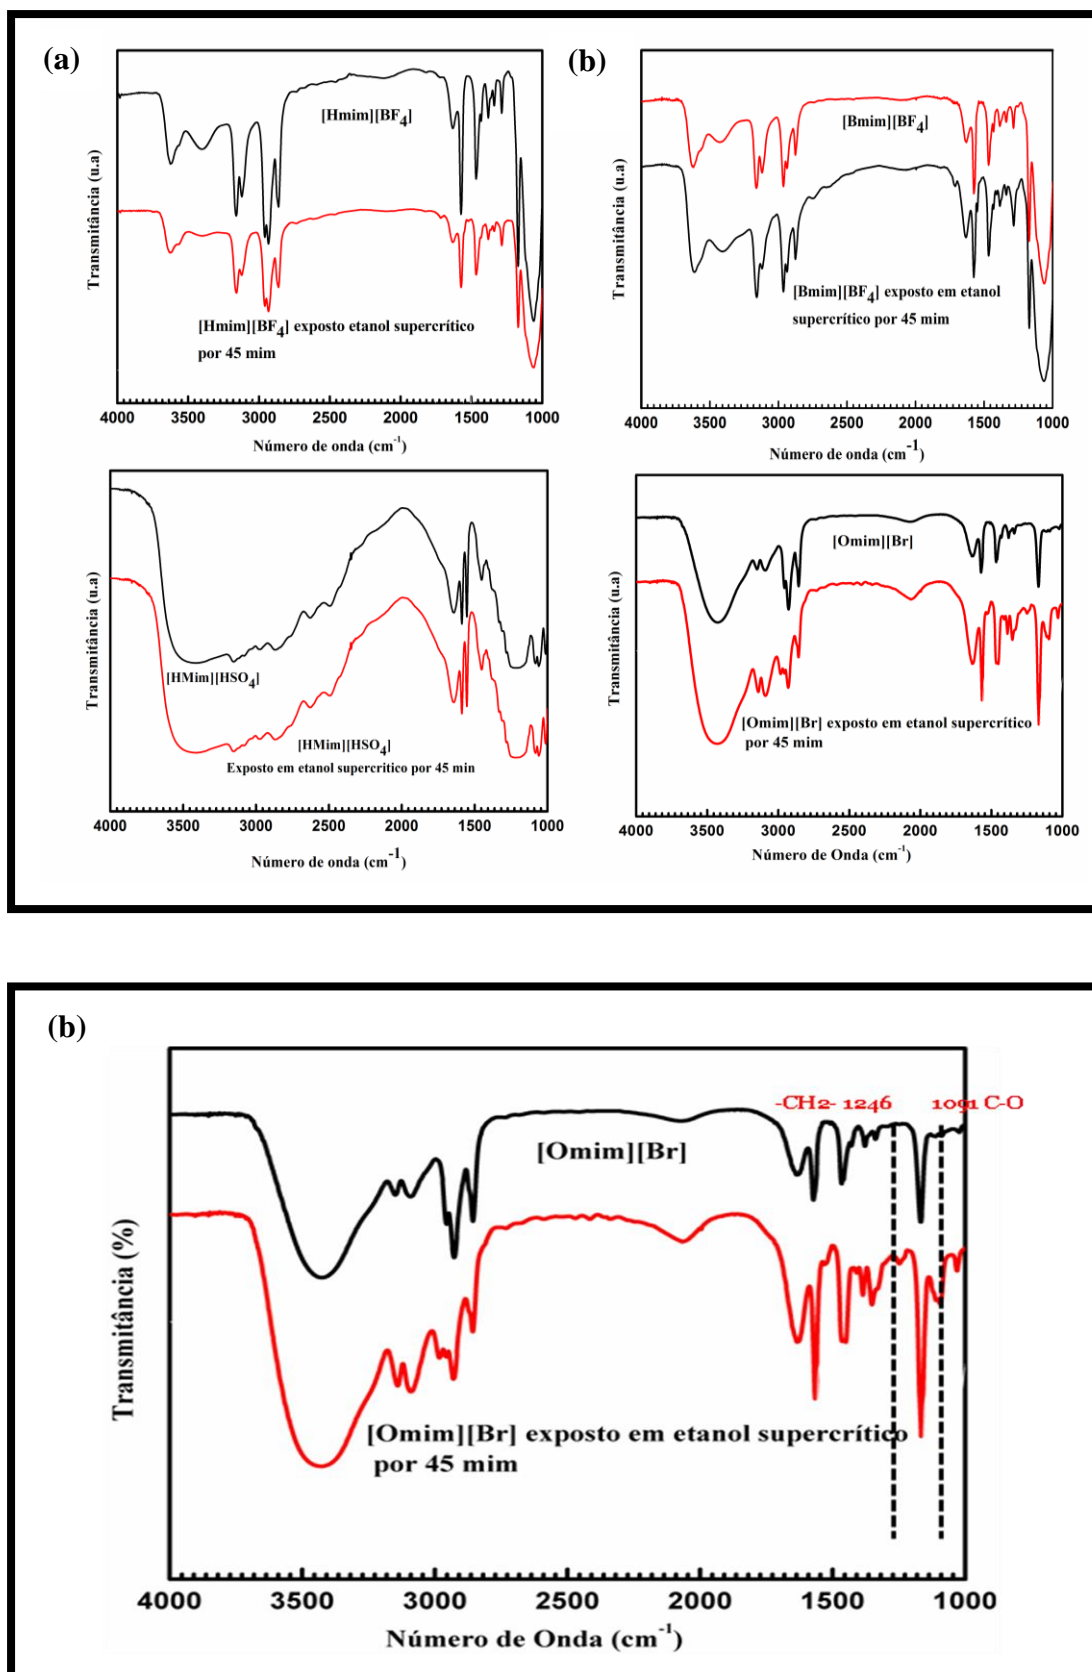 (a)
[Hmim][BF4]
[Hmim][BF4] exposto etanol supercrítico
por 45 mim
Transmitância (u.a)
4000 3500 3000 2500 2000 1500 1000
Número de onda (cm-1)
(b)
[Bmim][BF4]
[Bmim][BF4] exposto em etanol
supercrítico por 45 mim
Transmitância (u.a)
4000 3500 3000 2500 2000 1500 1000
Número de onda (cm-1)
[HMim][HSO4]
[HMim][HSO4]
Exposto em etanol supercritico por 45 min
Transmitância (u.a)
4000 3500 3000 2500 2000 1500 1000
Número de onda (cm-1)
[Omim][Br]
[Omim][Br] exposto em etanol supercrítico
por 45 mim
Transmitância (u.a)
4000 3500 3000 2500 2000 1500 1000
Número de Onda (cm-1)
(b)
-CH2- 1246 1091 C-O
[Omim][Br]
[Omim][Br] exposto em etanol supercrítico
por 45 mim
Transmitância (%)
4000 3500 3000 2500 2000 1500 1000
Número de Onda (cm-1)